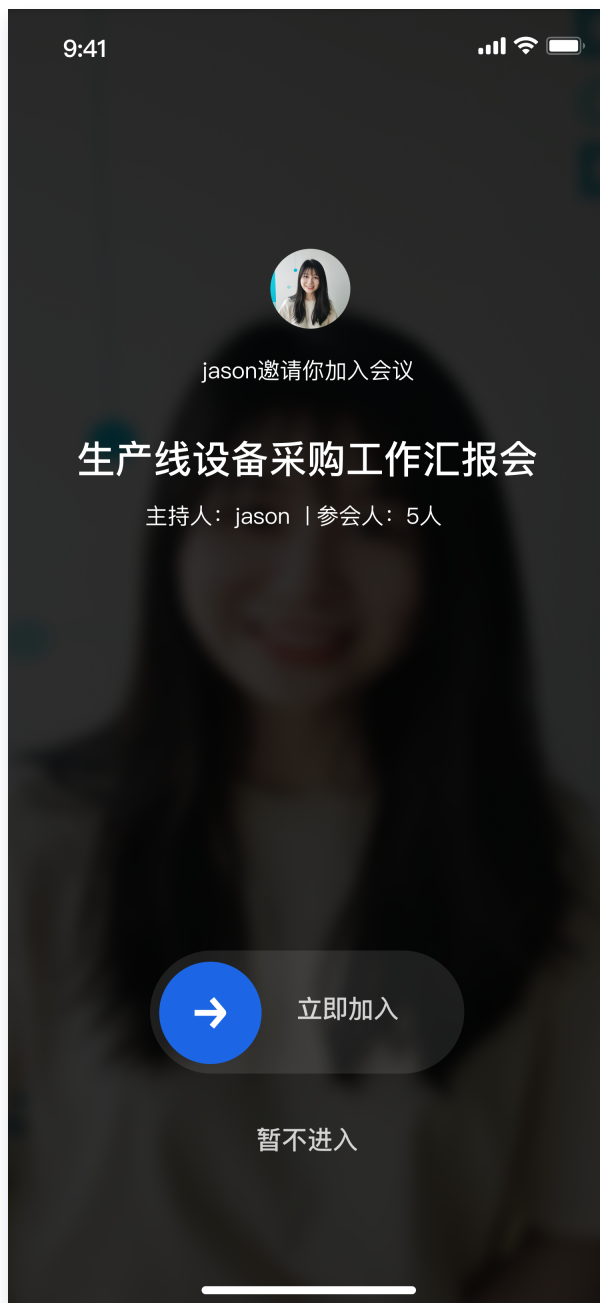 9:41
jason邀请你加入会议
生产线设备采购工作汇报会
主持人：jason ｜参会人：5人
立即加入
暂不进入